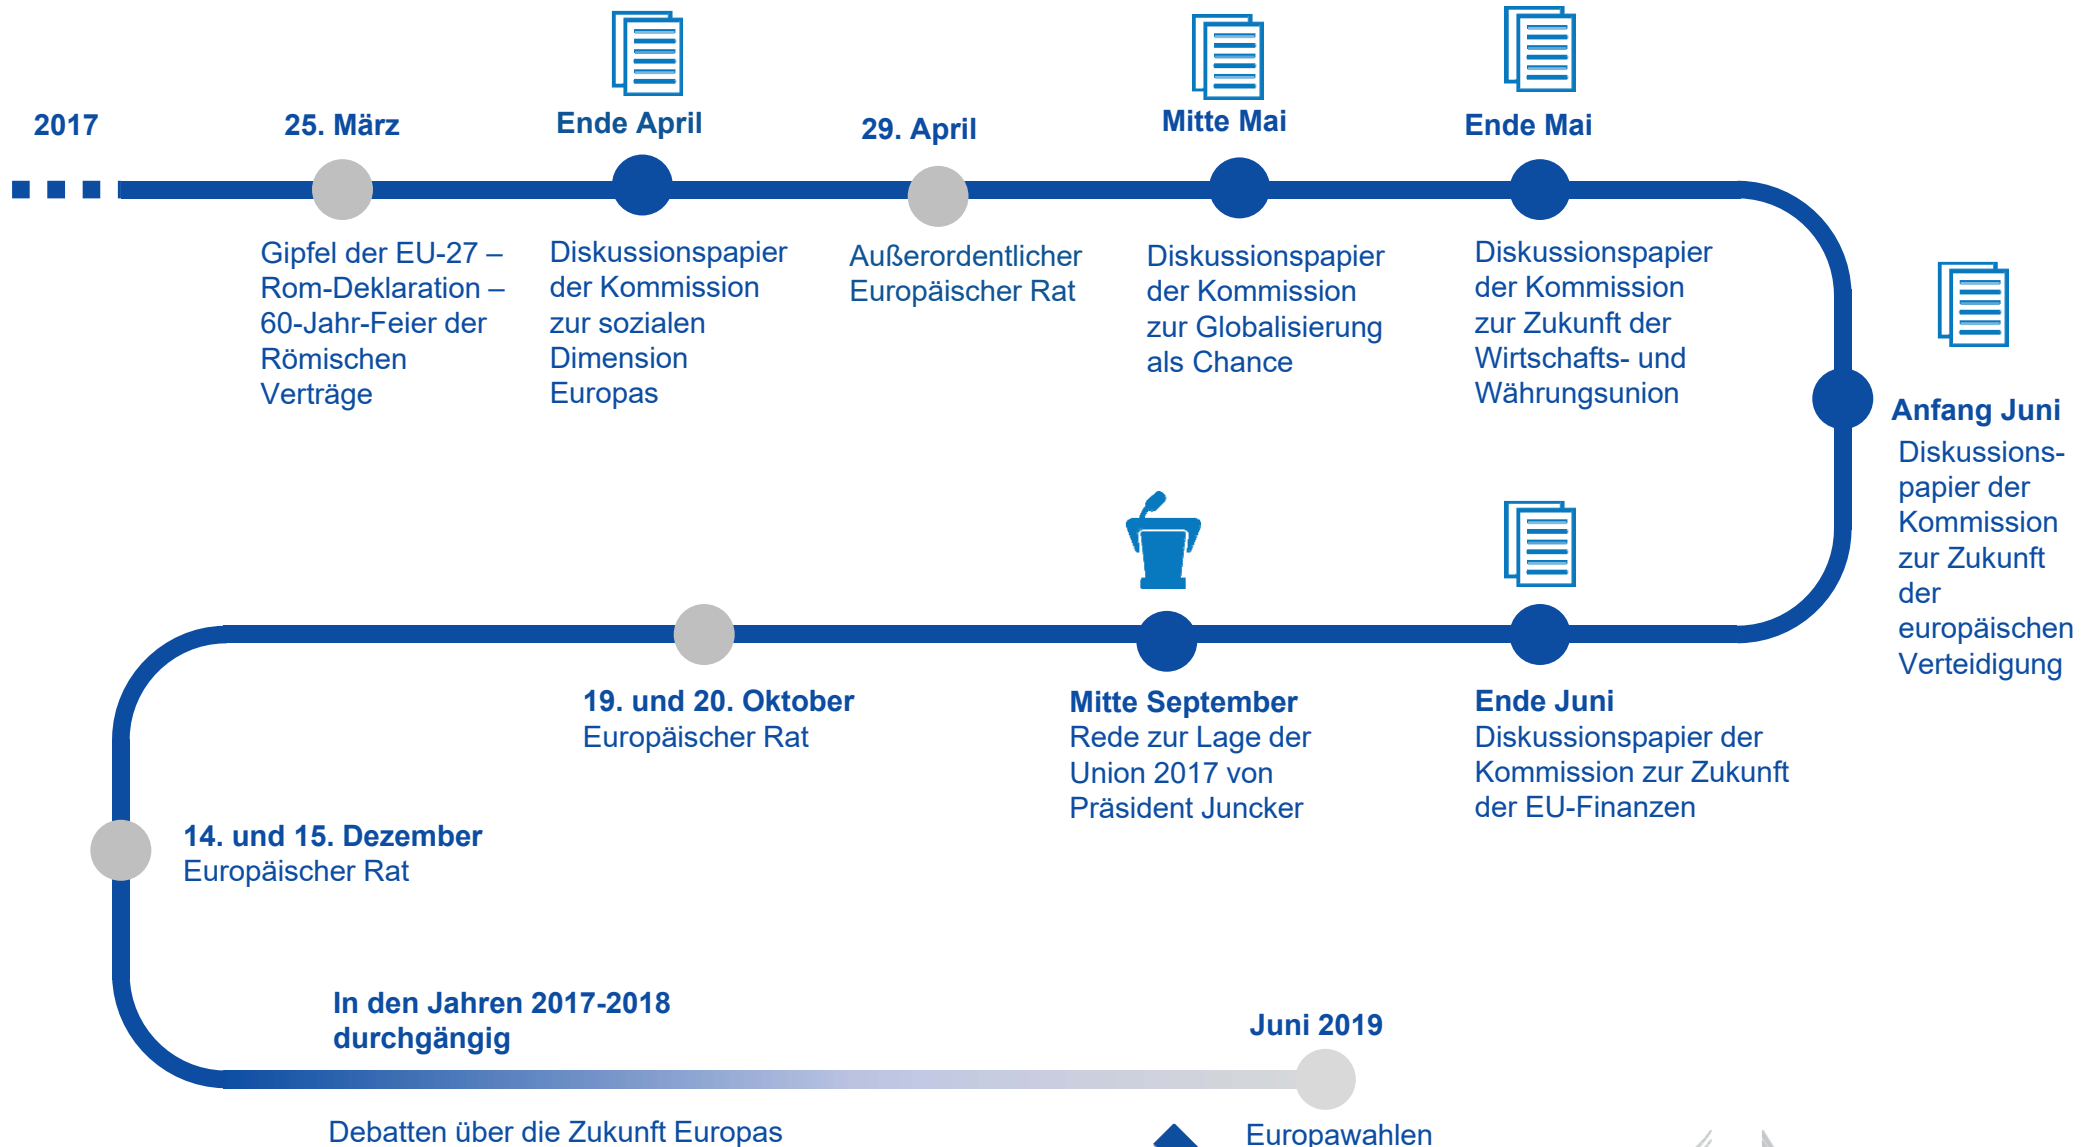 2017
25. März
Gipfel der EU-27 –
Rom-Deklaration –
60-Jahr-Feier der
Römischen
Verträge
Ende April
Diskussionspapier
der Kommission
zur sozialen
Dimension
Europas
29. April
Außerordentlicher
Europäischer Rat
Mitte Mai
Diskussionspapier
der Kommission
zur Globalisierung
als Chance
Ende Mai
Diskussionspapier
der Kommission
zur Zukunft der
Wirtschafts- und
Währungsunion
Anfang Juni
Diskussions-
papier der
Kommission
zur Zukunft
der
europäischen
Verteidigung
Ende Juni
Diskussionspapier der
Kommission zur Zukunft
der EU-Finanzen
Mitte September
Rede zur Lage der
Union 2017 von
Präsident Juncker
19. und 20. Oktober
Europäischer Rat
14. und 15. Dezember
Europäischer Rat
In den Jahren 2017-2018
durchgängig
Debatten über die Zukunft Europas
Juni 2019
Europawahlen